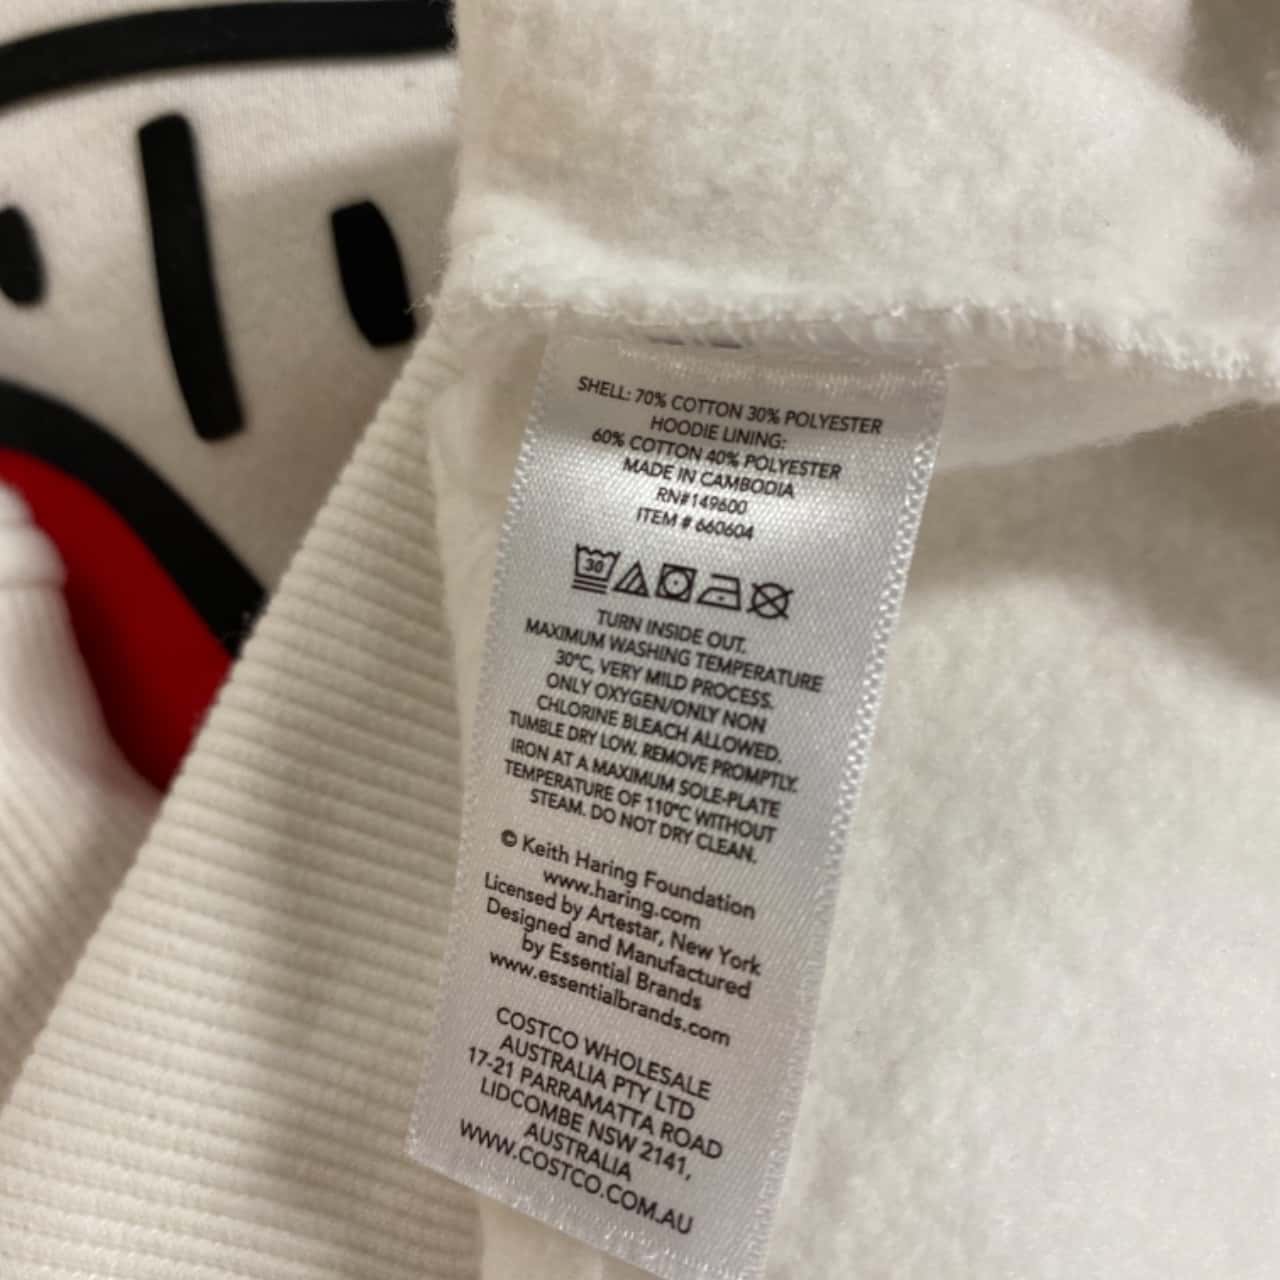 SHELL: 70% COTTON 30% POLYESTER
HOODIE LINING:
60% COTTON 40% POLYESTER
MADE IN CAMBODIA
RN#149600
ITEM # 660604
30
TURN INSIDE OUT.
MAXIMUM WASHING TEMPERATURE
30°C, VERY MILD PROCESS.
ONLY OXYGEN/ONLY NON
CHLORINE BLEACH ALLOWED.
TUMBLE DRY LOW. REMOVE PROMPTLY.
IRON AT A MAXIMUM SOLE-PLATE
TEMPERATURE OF 110°C WITHOUT
STEAM. DO NOT DRY CLEAN.
© Keith Haring Foundation
www.haring.com
Licensed by Artestar, New York
Designed and Manufactured
by Essential Brands
www.essentialbrands.com
COSTCO WHOLESALE
AUSTRALIA PTY LTD
17-21 PARRAMATTA ROAD
LIDCOMBE NSW 2141,
AUSTRALIA
WWW.COSTCO.COM.AU